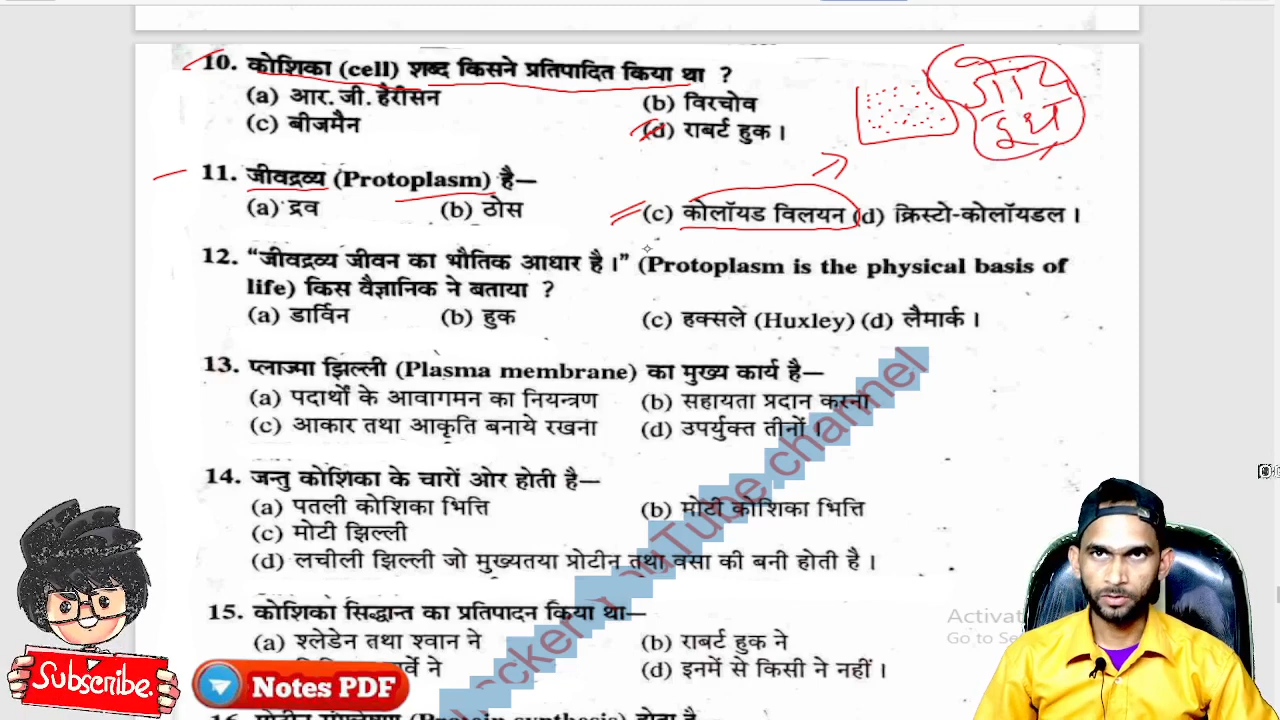 10. कोशिका (cell) शब्द किसने प्रतिपादित किया था ?
(a) आर. जी. हैरीसन (b) विरचोव
(c) बीजमैन (d) राबर्ट हुक।
11. जीवद्रव्य (Protoplasm) है—
(a) द्रव (b) ठोस (c) कोलॉयड विलयन (d) क्रिस्टो-कोलॉयडल।
12. “जीवद्रव्य जीवन का भौतिक आधार है।” (Protoplasm is the physical basis of
life) किस वैज्ञानिक ने बताया ?
(a) डार्विन (b) हुक (c) हक्सले (Huxley) (d) लैमार्क।
13. प्लाज्मा झिल्ली (Plasma membrane) का मुख्य कार्य है—
(a) पदार्थों के आवागमन का नियन्त्रण (b) सहायता प्रदान करना
(c) आकार तथा आकृति बनाये रखना (d) उपर्युक्त तीनों।
14. जन्तु कोशिका के चारों ओर होती है—
(a) पतली कोशिका भित्ति (b) मोटी कोशिका भित्ति
(c) मोटी झिल्ली
(d) लचीली झिल्ली जो मुख्यतया प्रोटीन तथा वसा की बनी होती है।
15. कोशिका सिद्धान्त का प्रतिपादन किया था—
(a) श्लेडेन तथा श्वान ने (b) राबर्ट हुक ने
ने (d) इनमें से किसी ने नहीं।
YouTube channel
Subscribe.
Notes PDF